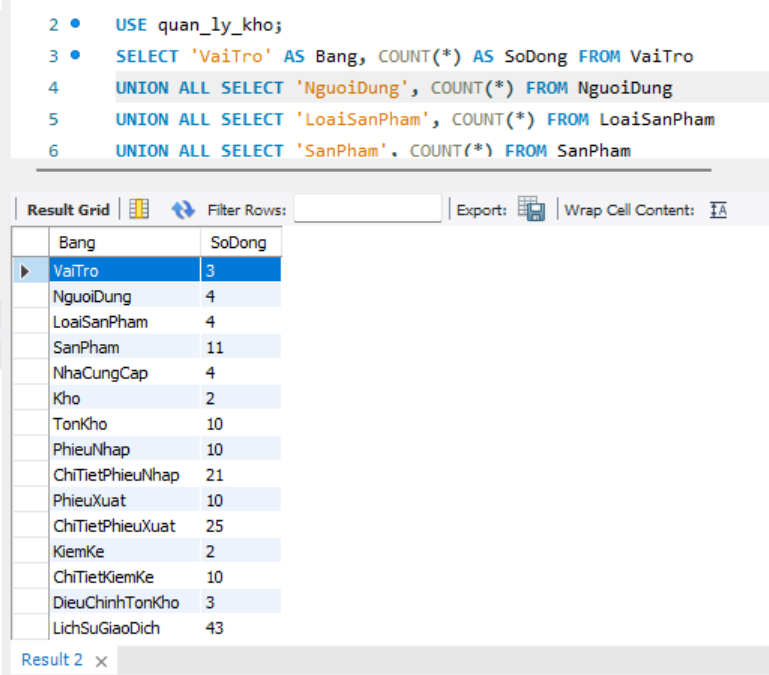 2 USE quan_ly_kho;
3 SELECT 'VaiTro' AS Bang, COUNT(*) AS SoDong FROM VaiTro
4 UNION ALL SELECT 'NguoiDung', COUNT(*) FROM NguoiDung
5 UNION ALL SELECT 'LoaiSanPham', COUNT(*) FROM LoaiSanPham
6 UNION ALL SELECT 'SanPham', COUNT(*) FROM SanPham
Result Grid Filter Rows: Export: Wrap Cell Content: IA
Bang SoDong
VaiTro 3
NguoiDung 4
LoaiSanPham 4
SanPham 11
NhaCungCap 4
Kho 2
TonKho 10
PhieuNhap 10
ChiTietPhieuNhap 21
PhieuXuat 10
ChiTietPhieuXuat 25
KiemKe 2
ChiTietKiemKe 10
DieuChinhTonKho 3
LichSuGiaoDich 43
Result 2 ×